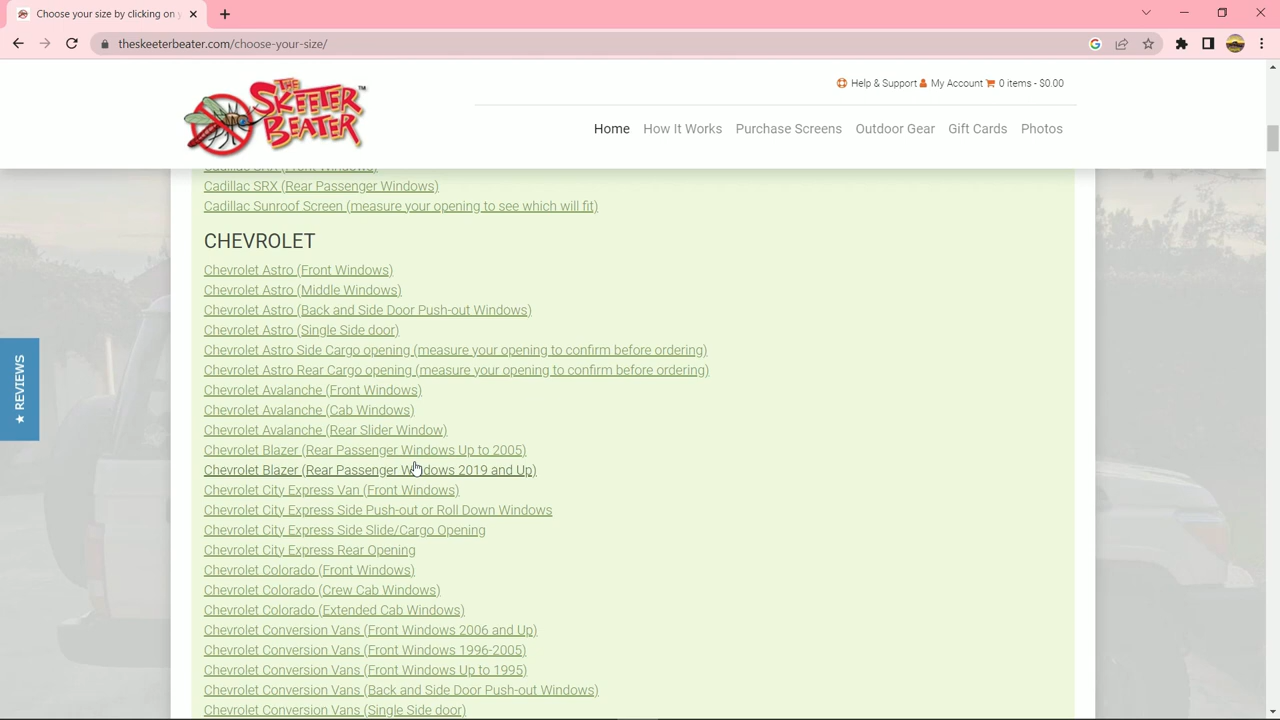 Choose your size by clicking on y
theskeeterbeater.com/choose-your-size/
THE SKEETER BEATER™
Help & Support My Account 0 items - $0.00
Home How It Works Purchase Screens Outdoor Gear Gift Cards Photos
Cadillac SRX (Front Windows)
Cadillac SRX (Rear Passenger Windows)
Cadillac Sunroof Screen (measure your opening to see which will fit)
CHEVROLET
Chevrolet Astro (Front Windows)
Chevrolet Astro (Middle Windows)
Chevrolet Astro (Back and Side Door Push-out Windows)
Chevrolet Astro (Single Side door)
Chevrolet Astro Side Cargo opening (measure your opening to confirm before ordering)
Chevrolet Astro Rear Cargo opening (measure your opening to confirm before ordering)
Chevrolet Avalanche (Front Windows)
Chevrolet Avalanche (Cab Windows)
Chevrolet Avalanche (Rear Slider Window)
Chevrolet Blazer (Rear Passenger Windows Up to 2005)
Chevrolet Blazer (Rear Passenger Windows 2019 and Up)
Chevrolet City Express Van (Front Windows)
Chevrolet City Express Side Push-out or Roll Down Windows
Chevrolet City Express Side Slide/Cargo Opening
Chevrolet City Express Rear Opening
Chevrolet Colorado (Front Windows)
Chevrolet Colorado (Crew Cab Windows)
Chevrolet Colorado (Extended Cab Windows)
Chevrolet Conversion Vans (Front Windows 2006 and Up)
Chevrolet Conversion Vans (Front Windows 1996-2005)
Chevrolet Conversion Vans (Front Windows Up to 1995)
Chevrolet Conversion Vans (Back and Side Door Push-out Windows)
Chevrolet Conversion Vans (Single Side door)
★ REVIEWS